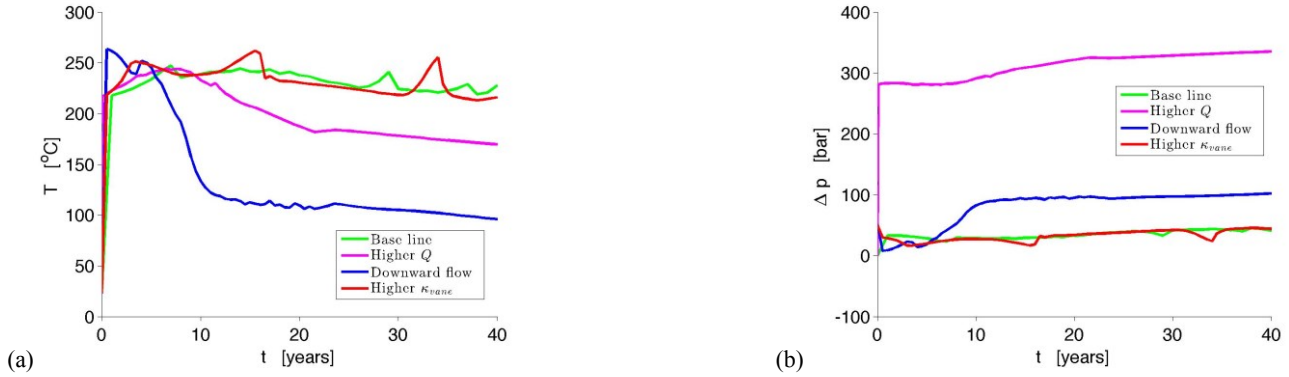 300
250
200
150
100
50
0
T [°C]
Base line
Higher Q
Downward flow
Higher κvane
0 10 20 30 40
t [years]
(a)
400
300
200
100
0
-100
Δ p [bar]
Base line
Higher Q
Downward flow
Higher κvane
0 10 20 30 40
t [years]
(b)